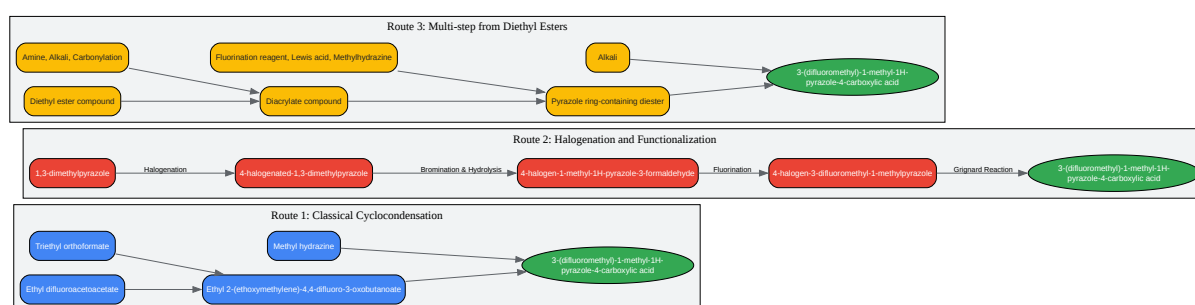 Route 3: Multi-step from Diethyl Esters
Amine, Alkali, Carbonylation
Fluorination reagent, Lewis acid, Methylhydrazine
Alkali
3-(difluoromethyl)-1-methyl-1H-
pyrazole-4-carboxylic acid
Diethyl ester compound
Diacrylate compound
Pyrazole ring-containing diester
Route 2: Halogenation and Functionalization
1,3-dimethylpyrazole
Halogenation
4-halogenated-1,3-dimethylpyrazole
Bromination & Hydrolysis
4-halogen-1-methyl-1H-pyrazole-3-formaldehyde
Fluorination
4-halogen-3-difluoromethyl-1-methylpyrazole
Grignard Reaction
3-(difluoromethyl)-1-methyl-1H-
pyrazole-4-carboxylic acid
Route 1: Classical Cyclocondensation
Triethyl orthoformate
Methyl hydrazine
3-(difluoromethyl)-1-methyl-1H-
pyrazole-4-carboxylic acid
Ethyl difluoroacetoacetate
Ethyl 2-(ethoxymethylene)-4,4-difluoro-3-oxobutanoate